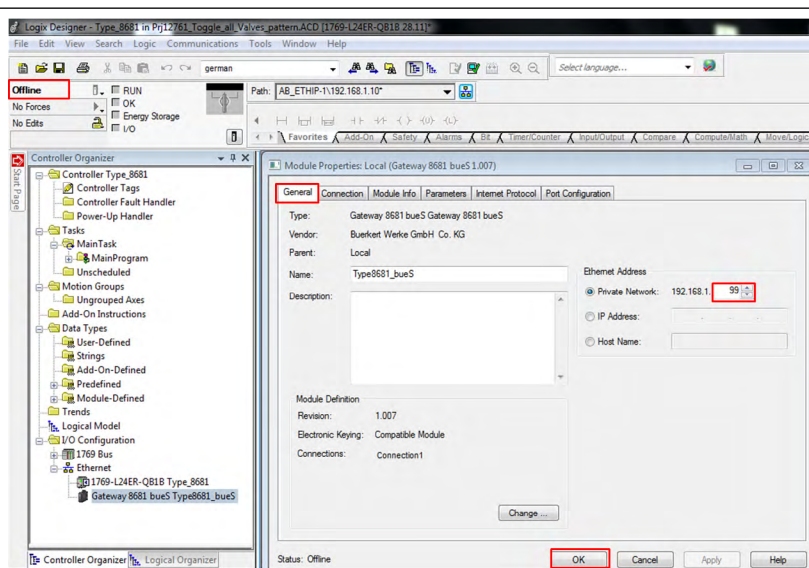 Logix Designer - Type_8681 in Prj12761_Toggle_all_Valves_pattern.ACD [1769-L24ER-QB1B 28.11]*
File Edit View Search Logic Communications Tools Window Help
german
Select language...
Offline
RUN
No Forces
OK
Energy Storage
No Edits
I/O
Path: AB_ETHIP-1\192.168.1.10*
Favorites Add-On Safety Alarms Bit Timer/Counter Input/Output Compare Compute/Math Move/Logic
Start Page
Controller Organizer
Controller Type_8681
Controller Tags
Controller Fault Handler
Power-Up Handler
Tasks
MainTask
MainProgram
Unscheduled
Motion Groups
Ungrouped Axes
Add-On Instructions
Data Types
User-Defined
Strings
Add-On-Defined
Predefined
Module-Defined
Trends
Logical Model
I/O Configuration
1769 Bus
Ethernet
1769-L24ER-QB1B Type_8681
Gateway 8681 bueS Type8681_bueS
Controller Organizer Logical Organizer
Module Properties: Local (Gateway 8681 bueS 1.007)
General Connection Module Info Parameters Internet Protocol Port Configuration
Type: Gateway 8681 bueS Gateway 8681 bueS
Vendor: Buerkert Werke GmbH Co. KG
Parent: Local
Name: Type8681_bueS
Description:
Ethernet Address
Private Network: 192.168.1. 99
IP Address:
Host Name:
Module Definition
Revision: 1.007
Electronic Keying: Compatible Module
Connections: Connection1
Change ...
Status: Offline
OK Cancel Apply Help